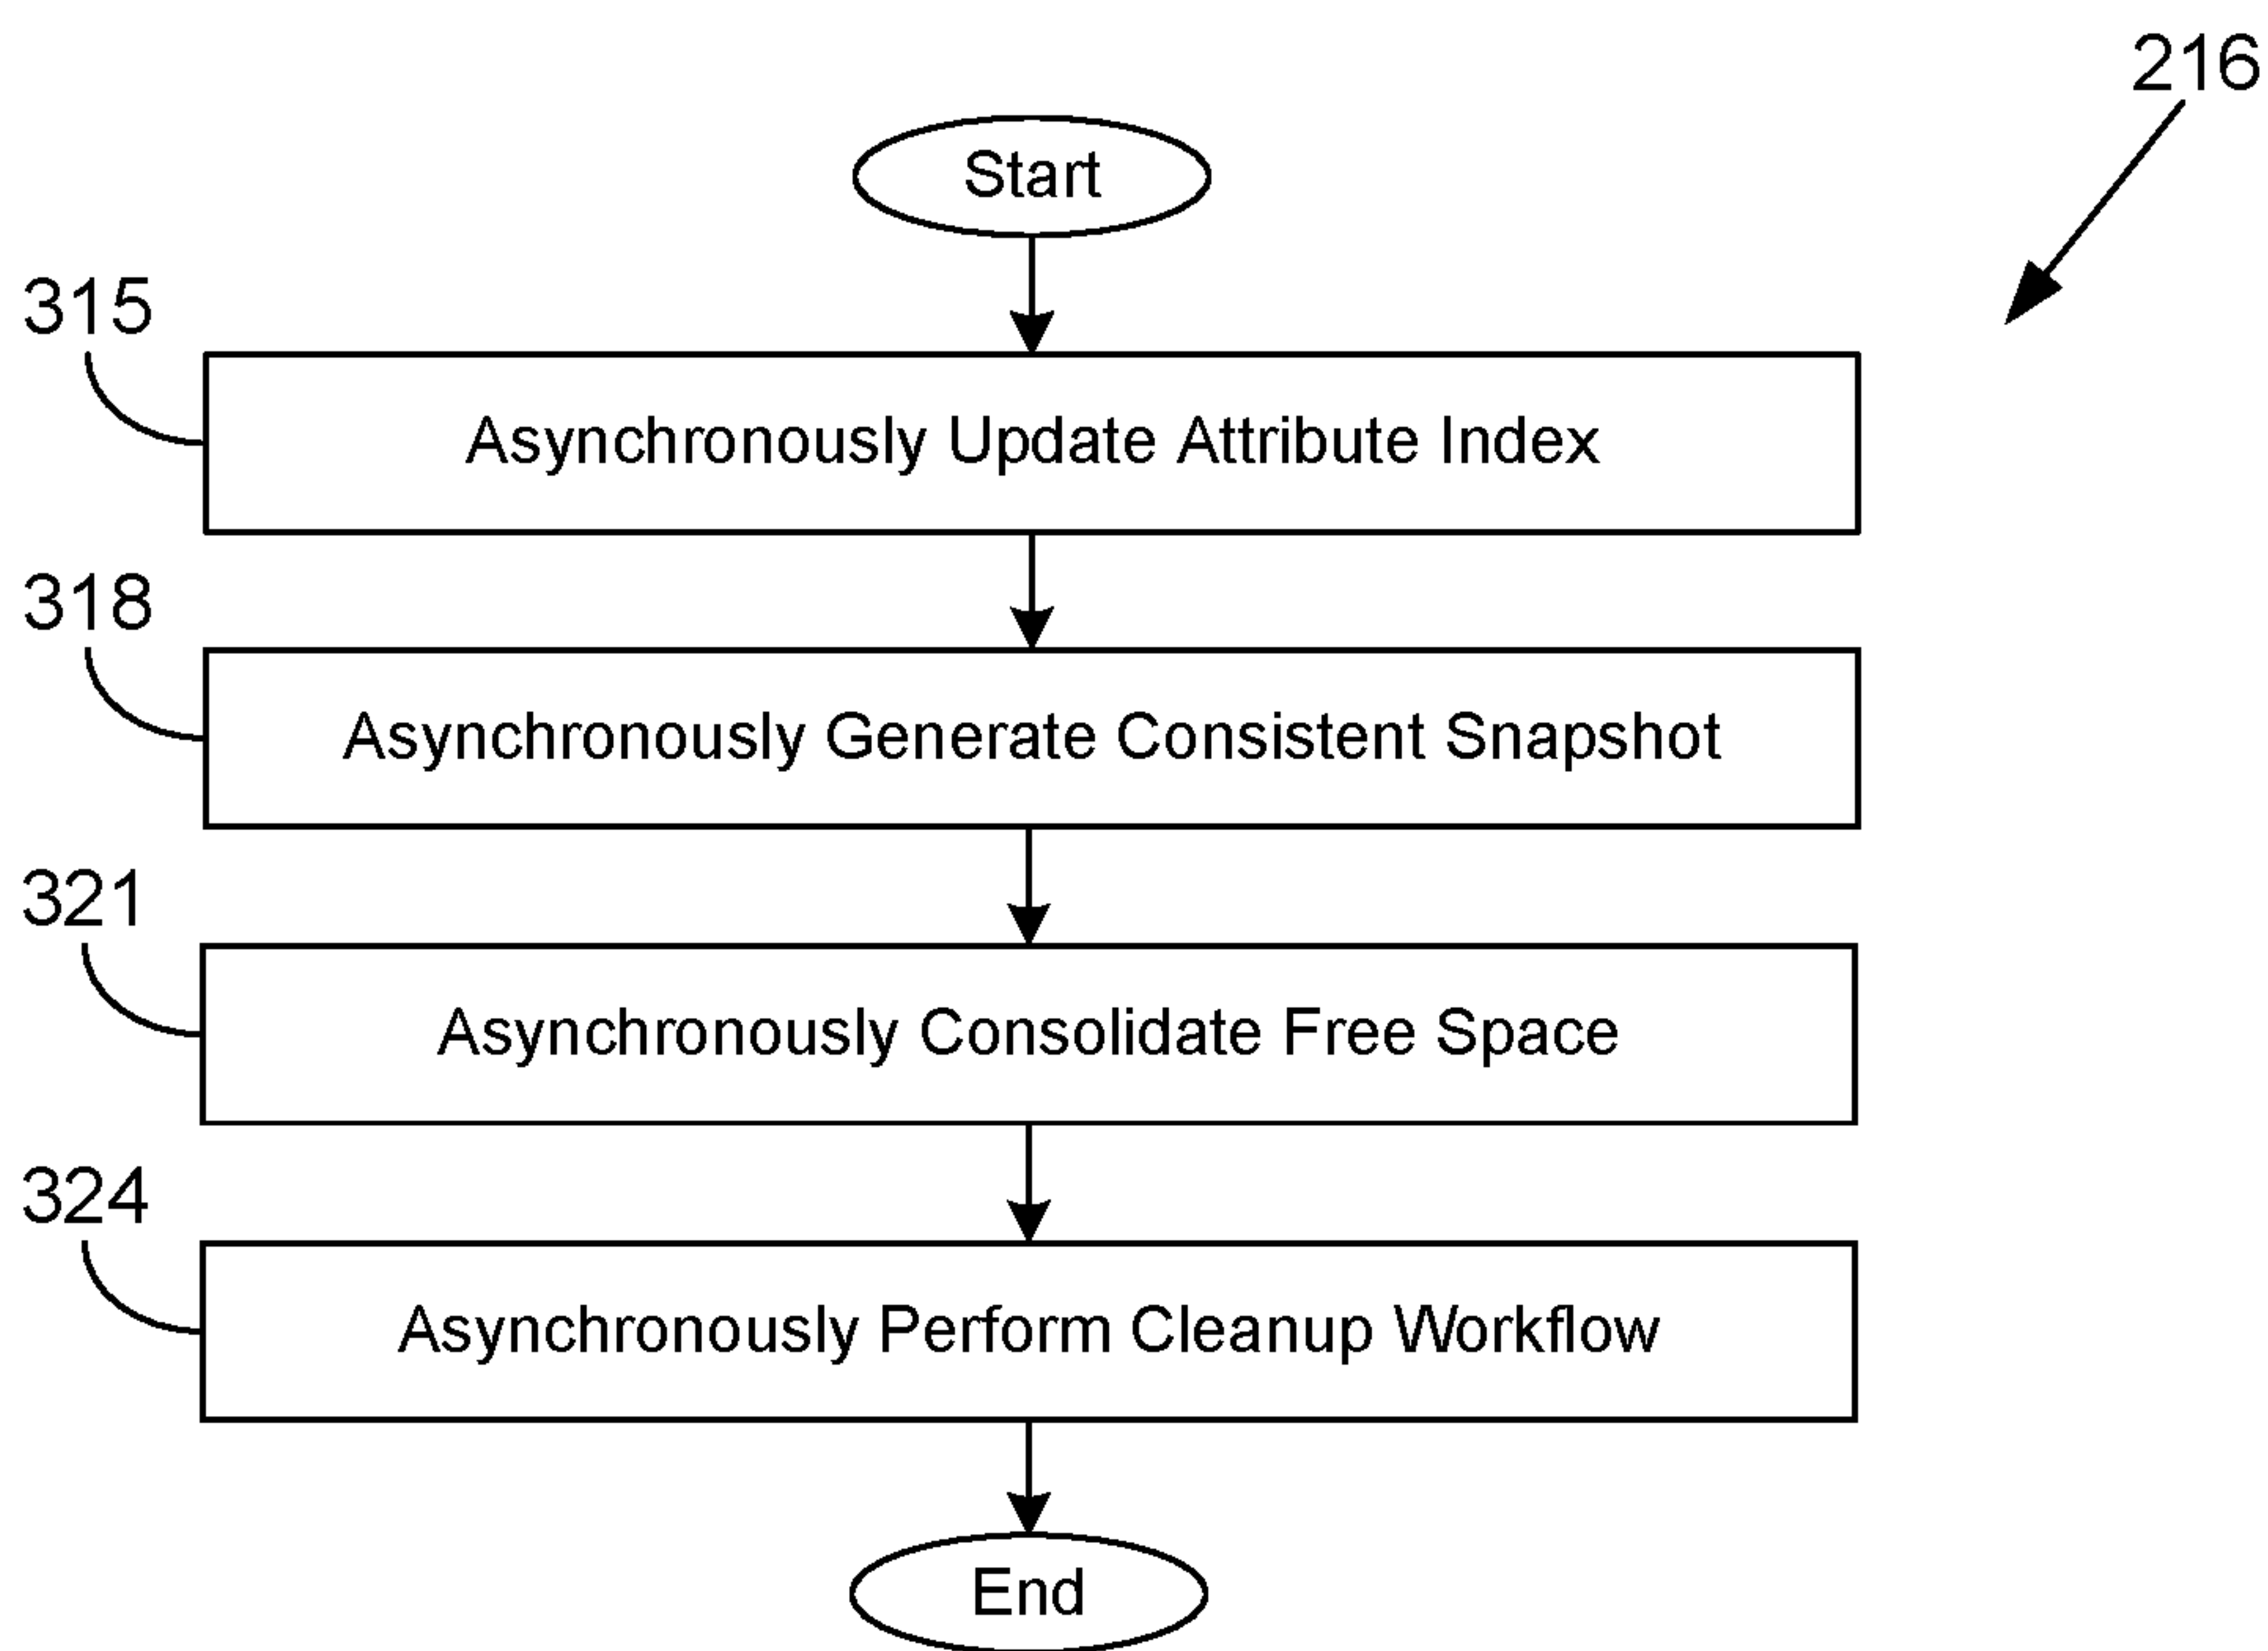 216
Start
315
Asynchronously Update Attribute Index
318
Asynchronously Generate Consistent Snapshot
321
Asynchronously Consolidate Free Space
324
Asynchronously Perform Cleanup Workflow
End